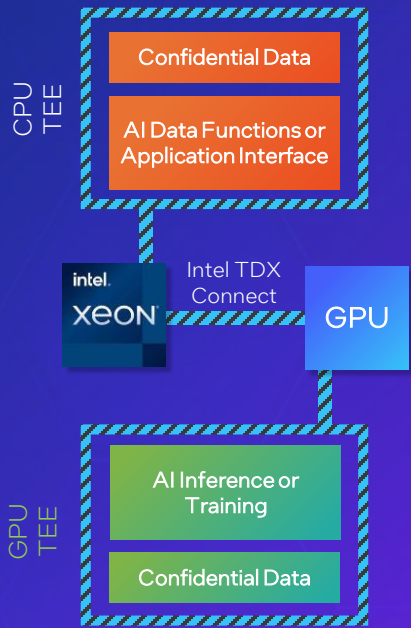 CPU
TEE
Confidential Data
AI Data Functions or
Application Interface
intel.
XEON
Intel TDX
Connect
GPU
GPU
TEE
AI Inference or
Training
Confidential Data